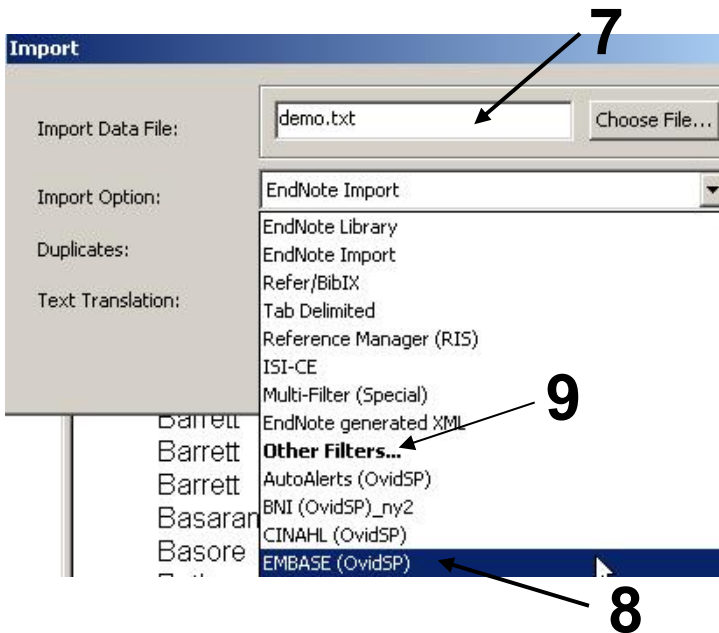 7
Import
Import Data File:
demo.txt
Choose File...
Import Option:
EndNote Import
Duplicates:
Text Translation:
EndNote Library
EndNote Import
Refer/BibIX
Tab Delimited
Reference Manager (RIS)
ISI-CE
Multi-Filter (Special)
EndNote generated XML
9
Other Filters...
AutoAlerts (OvidSP)
BNI (OvidSP)_ny2
CINAHL (OvidSP)
EMBASE (OvidSP)
Barrett
Barrett
Barrett
Basaran
Basore
8